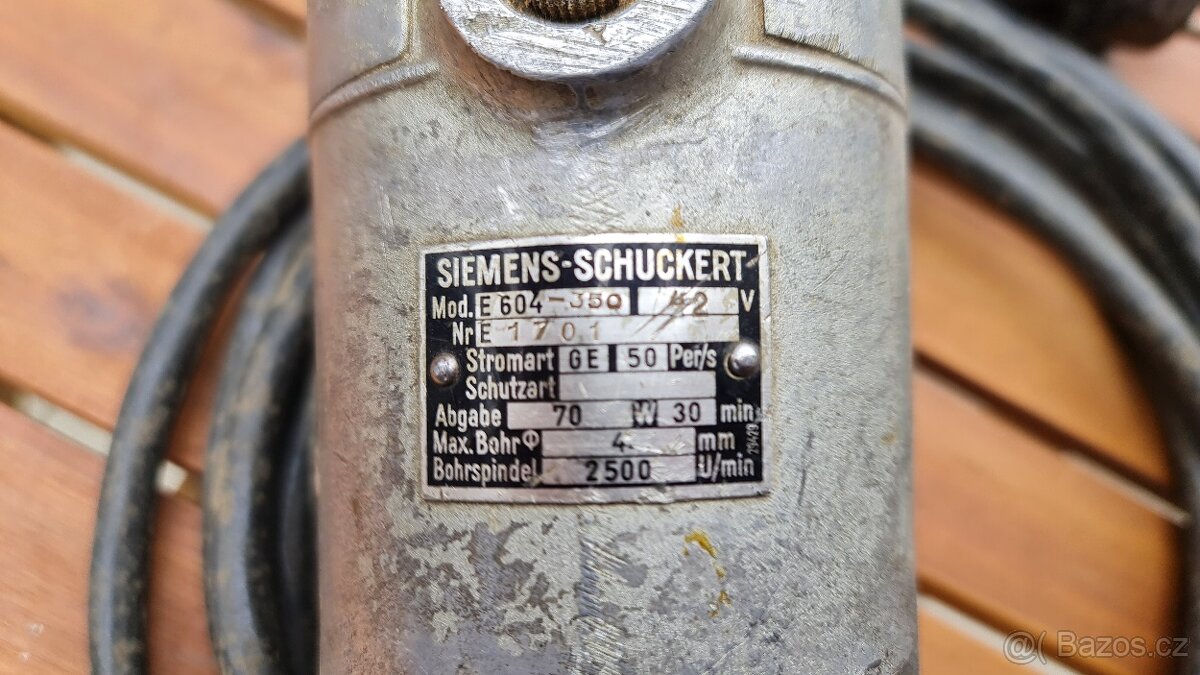 SIEMENS-SCHUCKERT
Mod. E 604-350 42 V
Nr E 1701
Stromart GE 50 Per/s
Schutzart
Abgabe 70 W 30 min
Max. Bohr Φ 4 mm
Bohrspindel 2500 U/min
Bazos.cz